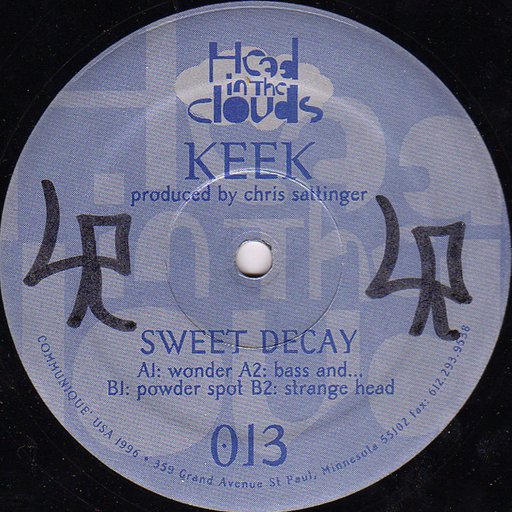 Head
in The
clouds
KEEK
produced by chris sattinger
SWEET DECAY
A1: wonder A2: bass and...
B1: powder spot B2: strange head
013
COMMUNIQUE' USA 1996 • 359 Grand Avenue St Paul, Minnesota 55102 fax: 612.293.9538